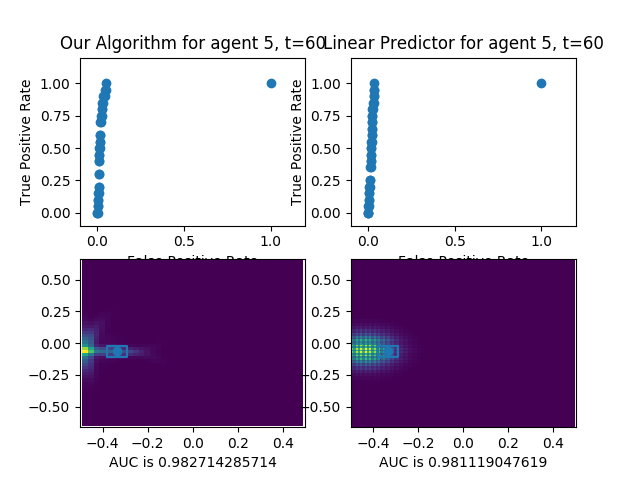 Our Algorithm for agent 5, t=60
Linear Predictor for agent 5, t=60
True Positive Rate
1.00
0.75
0.50
0.25
0.00
0.0 0.5 1.0
False Positive Rate
True Positive Rate
1.00
0.75
0.50
0.25
0.00
0.0 0.5 1.0
False Positive Rate
0.50
0.25
0.00
−0.25
−0.50
−0.4 −0.2 0.0 0.2 0.4
AUC is 0.982714285714
0.50
0.25
0.00
−0.25
−0.50
−0.4 −0.2 0.0 0.2 0.4
AUC is 0.981119047619